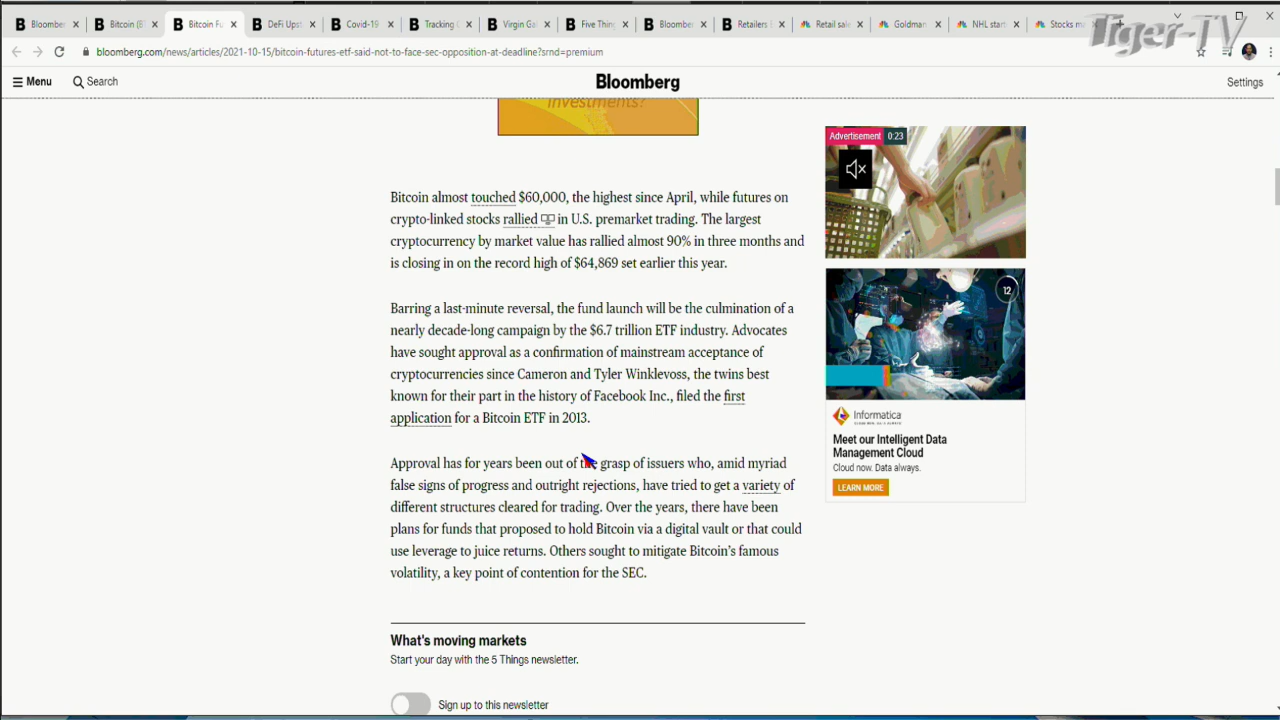 Bloomber
Bitcoin (B
Bitcoin Fu
DeFi Upst
Covid-19
Tracking
Virgin Gal
Five Thing
Bloomber
Retailers
Retail sale
Goldman
NHL start
Stocks m
Tiger-TV
bloomberg.com/news/articles/2021-10-15/bitcoin-futures-etf-said-not-to-face-sec-opposition-at-deadline?srnd=premium
Menu
Search
Bloomberg
Settings
investments?
Bitcoin almost touched $60,000, the highest since April, while futures on
crypto-linked stocks rallied in U.S. premarket trading. The largest
cryptocurrency by market value has rallied almost 90% in three months and
is closing in on the record high of $64,869 set earlier this year.
Barring a last-minute reversal, the fund launch will be the culmination of a
nearly decade-long campaign by the $6.7 trillion ETF industry. Advocates
have sought approval as a confirmation of mainstream acceptance of
cryptocurrencies since Cameron and Tyler Winklevoss, the twins best
known for their part in the history of Facebook Inc., filed the first
application for a Bitcoin ETF in 2013.
Approval has for years been out of the grasp of issuers who, amid myriad
false signs of progress and outright rejections, have tried to get a variety of
different structures cleared for trading. Over the years, there have been
plans for funds that proposed to hold Bitcoin via a digital vault or that could
use leverage to juice returns. Others sought to mitigate Bitcoin's famous
volatility, a key point of contention for the SEC.
What's moving markets
Start your day with the 5 Things newsletter.
Sign up to this newsletter
Advertisement 0:23
12
Informatica
Meet our Intelligent Data
Management Cloud
Cloud now. Data always.
LEARN MORE